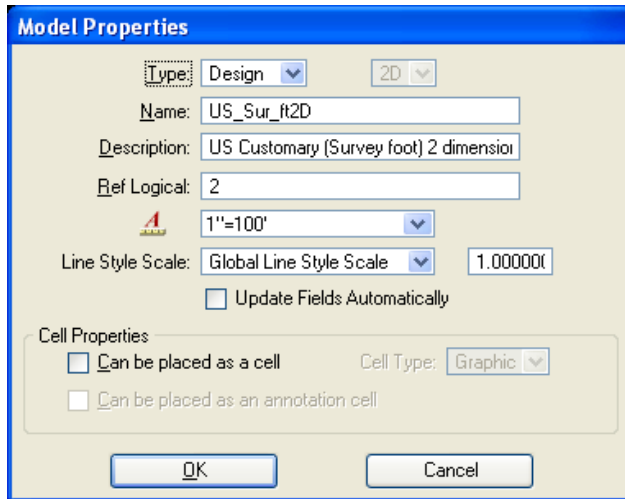 Model Properties
Type: Design 2D
Name: US_Sur_ft2D
Description: US Customary (Survey foot) 2 dimension
Ref Logical: 2
A 1"=100'
Line Style Scale: Global Line Style Scale 1.00000(
Update Fields Automatically
Cell Properties
Can be placed as a cell Cell Type: Graphic
Can be placed as an annotation cell
OK Cancel